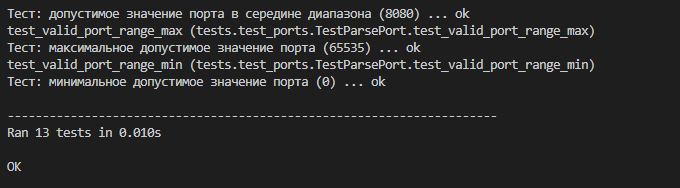 Тест: допустимое значение порта в середине диапазона (8080) ... ok
test_valid_port_range_max (tests.test_ports.TestParsePort.test_valid_port_range_max)
Тест: максимальное допустимое значение порта (65535) ... ok
test_valid_port_range_min (tests.test_ports.TestParsePort.test_valid_port_range_min)
Тест: минимальное допустимое значение порта (0) ... ok
----------------------------------------------------------------------
Ran 13 tests in 0.010s
OK